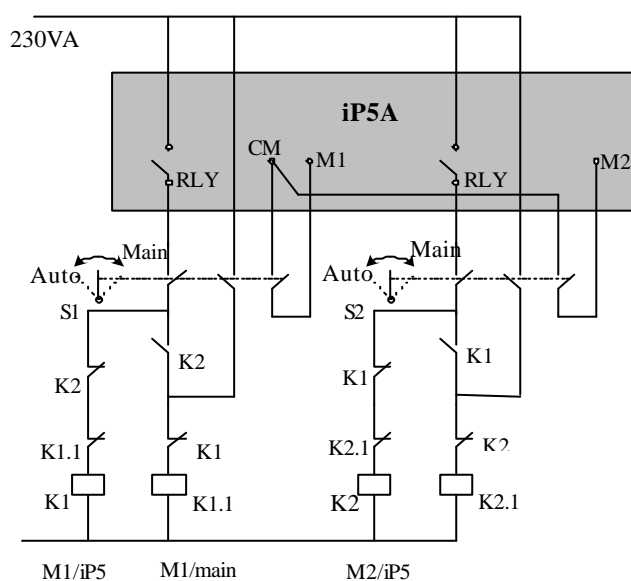 230VA
iP5A
CM
M1
M2
RLY
RLY
Main
Auto
Main
Auto
S1
S2
K2
K1
K2
K1
K1.1
K1
K2.1
K2
K1
K1.1
K2
K2.1
M1/iP5
M1/main
M2/iP5